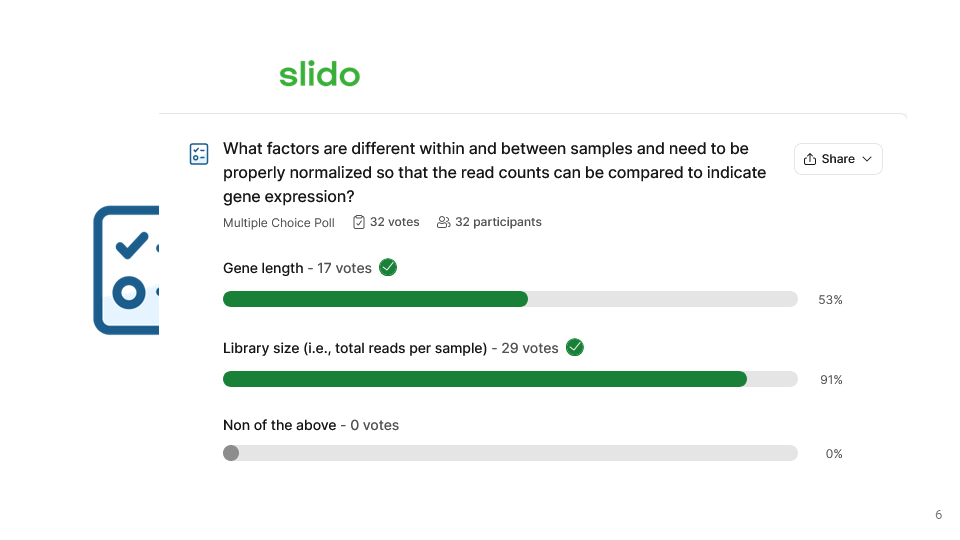 slido
What factors are different within and between samples and need to be
properly normalized so that the read counts can be compared to indicate
gene expression?
Share
Multiple Choice Poll 32 votes 32 participants
Gene length - 17 votes
53%
Library size (i.e., total reads per sample) - 29 votes
91%
Non of the above - 0 votes
0%
6